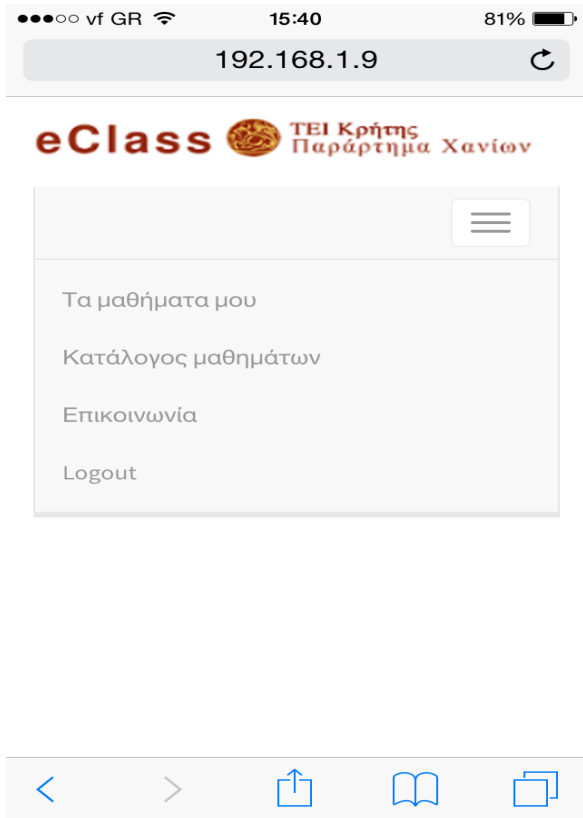 vf GR 15:40 81%
192.168.1.9
eClass ΤΕΙ Κρήτης
Παράρτημα Χανίων
Τα μαθήματα μου
Κατάλογος μαθημάτων
Επικοινωνία
Logout